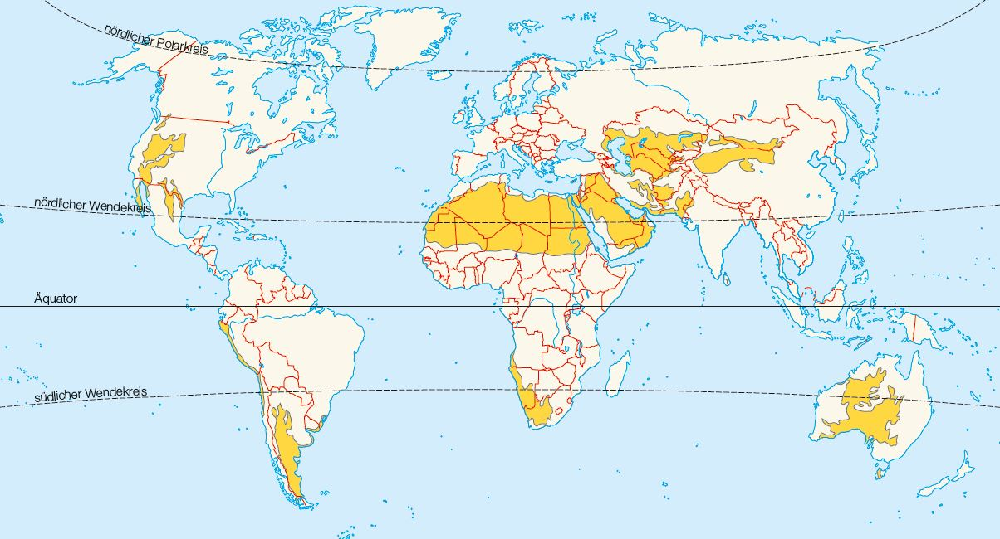 nördlicher Polarkreis
nördlicher Wendekreis
Äquator
südlicher Wendekreis